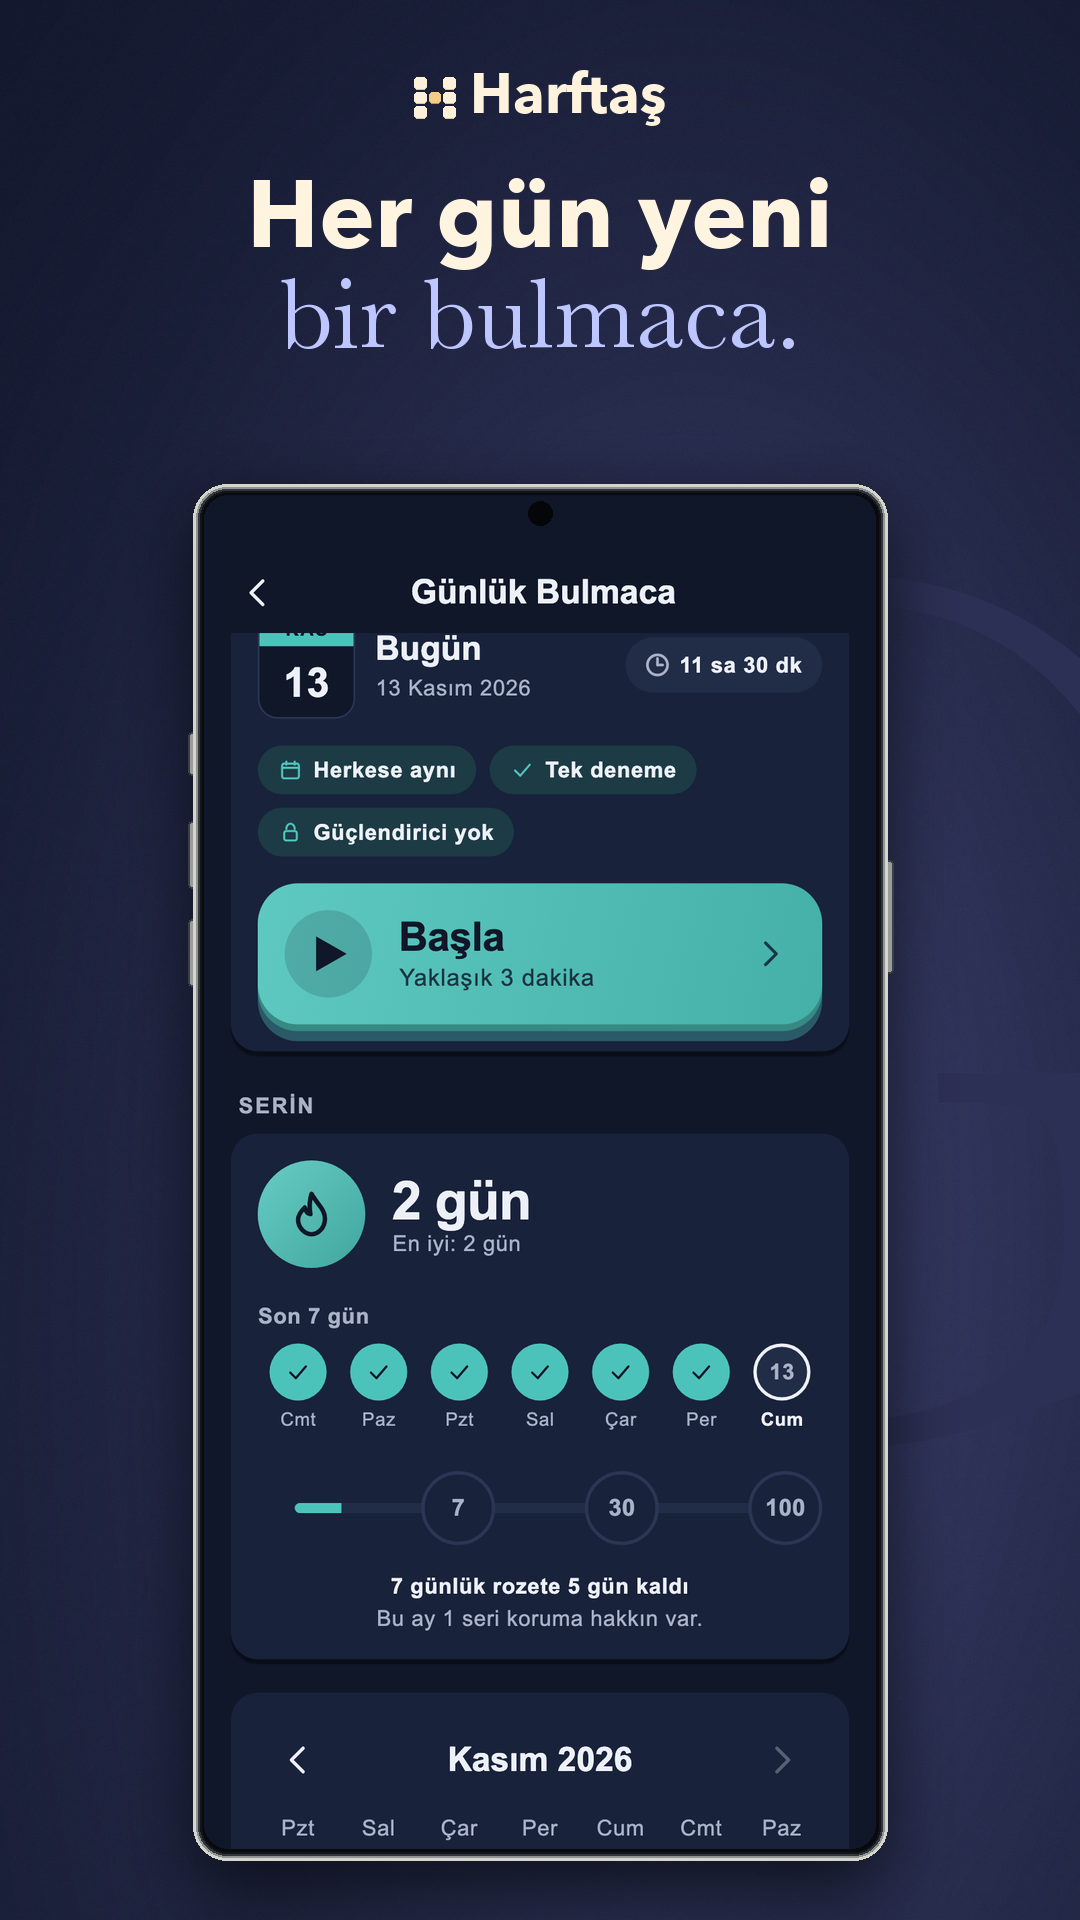 Harftaş
Her gün yeni
bir bulmaca.
Günlük Bulmaca
13
Bugün
13 Kasım 2026
11 sa 30 dk
Herkese aynı
Tek deneme
Güçlendirici yok
Başla
Yaklaşık 3 dakika
SERİN
2 gün
En iyi: 2 gün
Son 7 gün
13
Cmt Paz Pzt Sal Çar Per Cum
7 30 100
7 günlük rozete 5 gün kaldı
Bu ay 1 seri koruma hakkın var.
Kasım 2026
Pzt Sal Çar Per Cum Cmt Paz